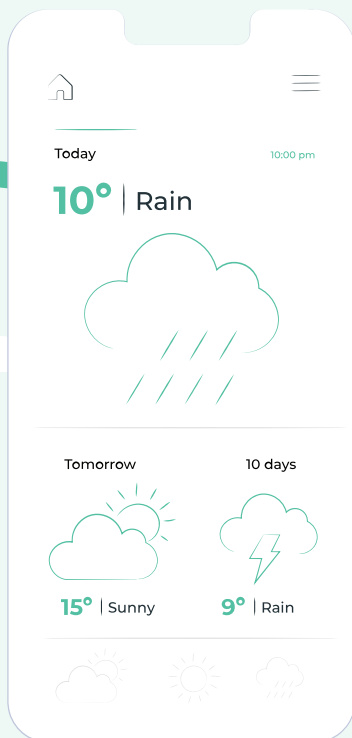 Today 10:00 pm
10° | Rain
Tomorrow 10 days
15° | Sunny 9° | Rain